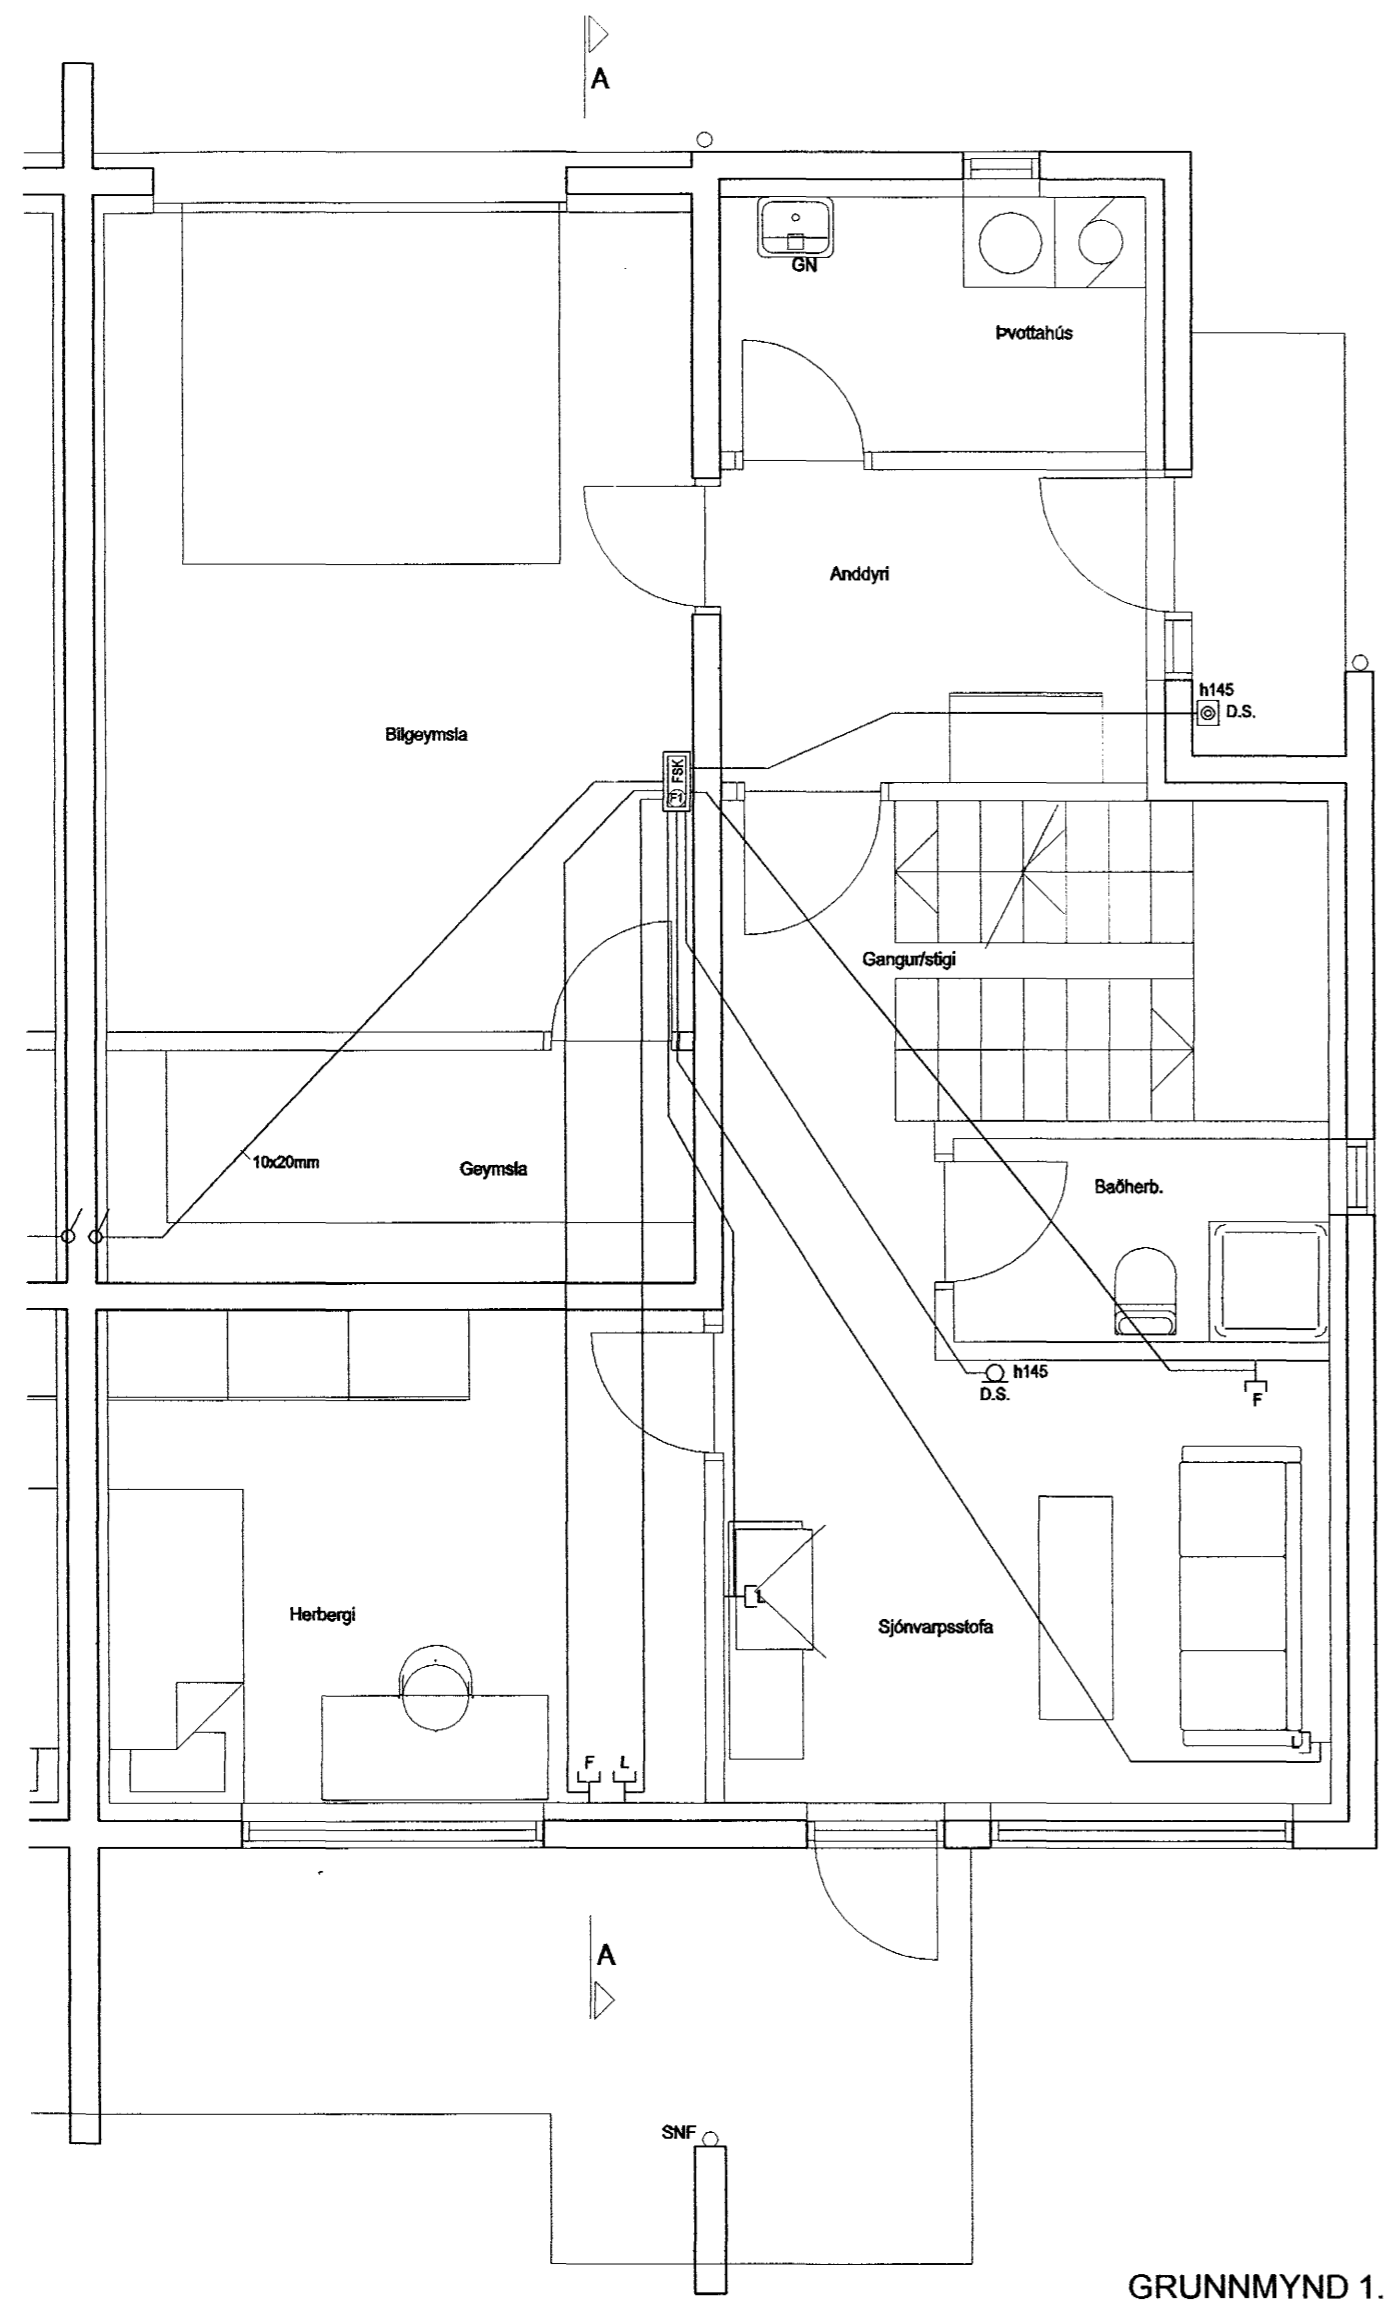 A
GN
Þvottahús
Anddyri
h145
D.S.
Bílgeymsla
FSK
F1
Gangur/stigi
10x20mm
Geymsla
Baðherb.
h145
D.S.
F
L
Herbergi
Sjónvarpsstofa
L
F L
A
SNF
GRUNNMYND 1.